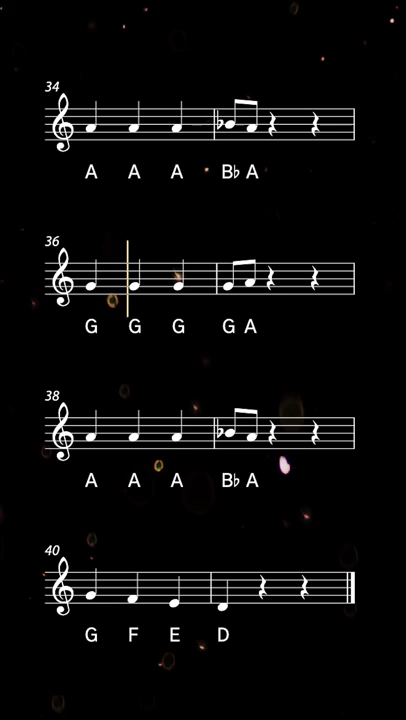 34
A A A B♭ A
36
G G G G A
38
A A A B♭ A
40
G F E D